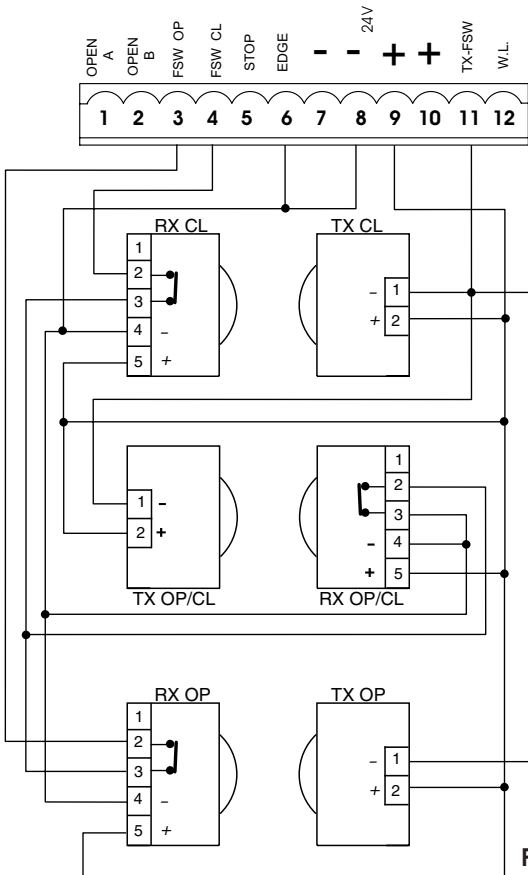 OPEN A
OPEN B
FSW OP
FSW CL
STOP
EDGE
-
-
24V
+
+
TX-FSW
W.L.
1 2 3 4 5 6 7 8 9 10 11 12
RX CL
1
2
3
4 -
5 +
TX CL
- 1
+ 2
1 -
2 +
TX OP/CL
1
2
3
- 4
+ 5
RX OP/CL
RX OP
1
2
3
4 -
5 +
TX OP
- 1
+ 2